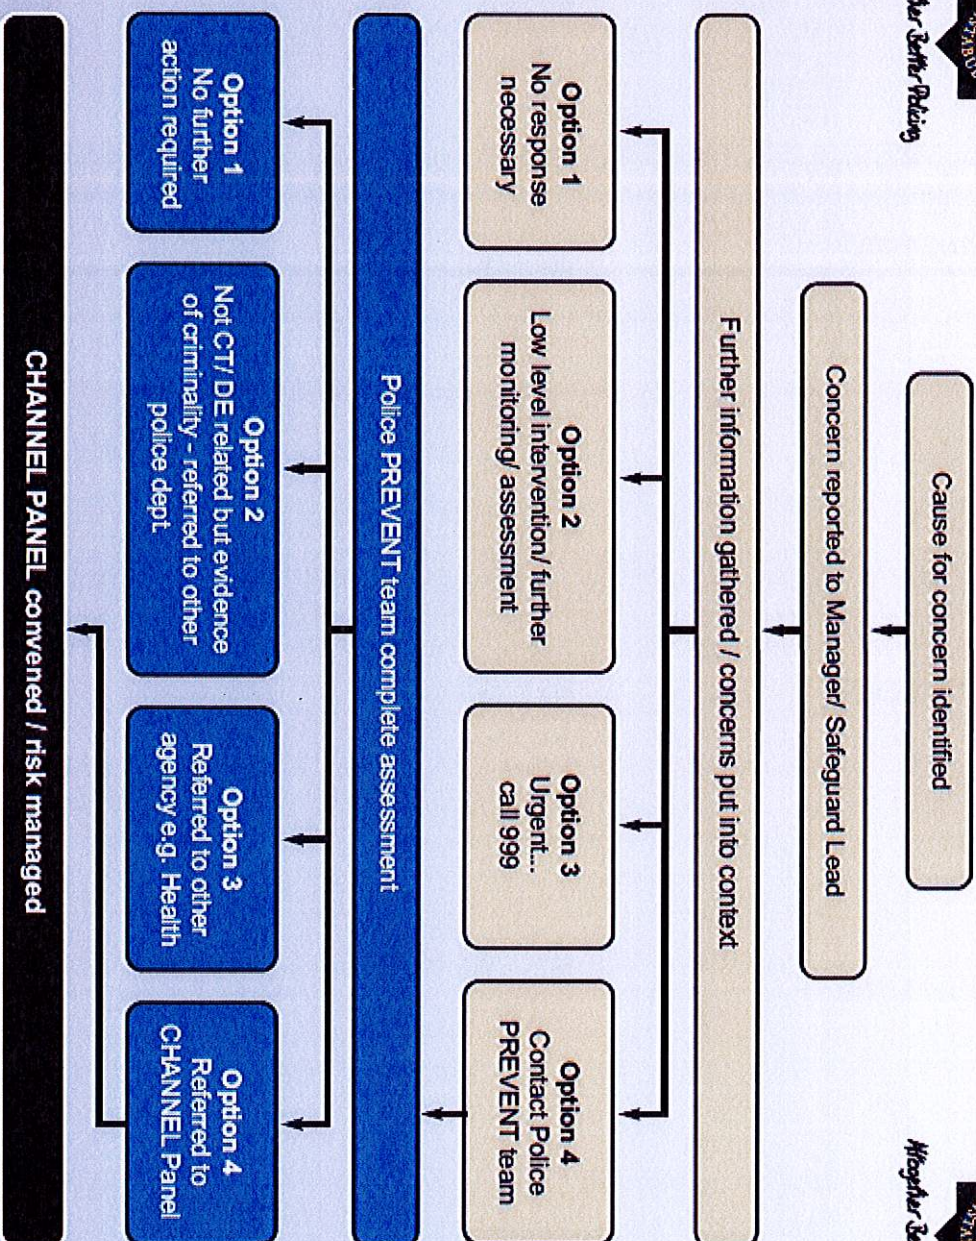 Cause for concern identified
Concern reported to Manager/ Safeguard Lead
Further information gathered / concerns put into context
Option 1
No response
necessary
Option 2
Low level intervention/ further
monitoring/ assessment
Option 3
Urgent...
call 999
Option 4
Contact Police
PREVENT team
Police PREVENT team complete assessment
Option 1
No further
action required
Option 2
Not CT/ DE related but evidence
of criminality - referred to other
police dept.
Option 3
Referred to other
agency e.g. Health
Option 4
Referred to
CHANNEL Panel
CHANNEL PANEL convened / risk managed
Better Policing
Altogether